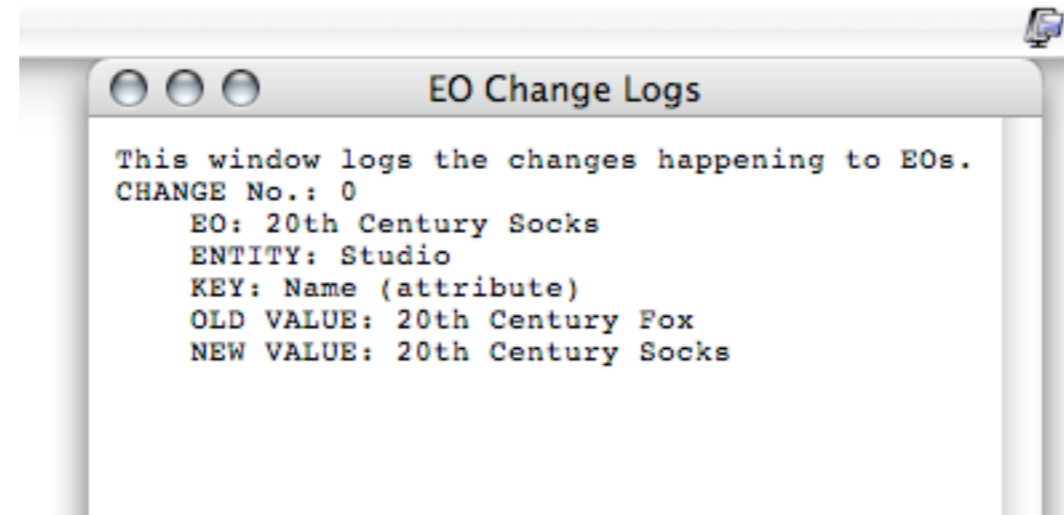 EO Change Logs
This window logs the changes happening to EOs.
CHANGE No.: 0
EO: 20th Century Socks
ENTITY: Studio
KEY: Name (attribute)
OLD VALUE: 20th Century Fox
NEW VALUE: 20th Century Socks